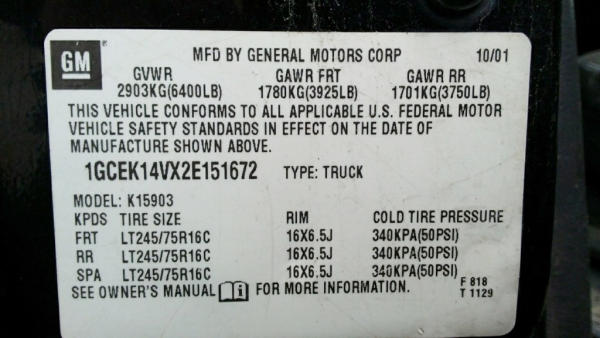 GM MFD BY GENERAL MOTORS CORP 10/01
GVWR GAWR FRT GAWR RR
2903KG(6400LB) 1780KG(3925LB) 1701KG(3750LB)
THIS VEHICLE CONFORMS TO ALL APPLICABLE U.S. FEDERAL MOTOR
VEHICLE SAFETY STANDARDS IN EFFECT ON THE DATE OF
MANUFACTURE SHOWN ABOVE.
1GCEK14VX2E151672 TYPE: TRUCK
MODEL: K15903
KPDS TIRE SIZE RIM COLD TIRE PRESSURE
FRT LT245/75R16C 16X6.5J 340KPA(50PSI)
RR LT245/75R16C 16X6.5J 340KPA(50PSI)
SPA LT245/75R16C 16X6.5J 340KPA(50PSI)
SEE OWNER'S MANUAL FOR MORE INFORMATION. F 818
T 1129